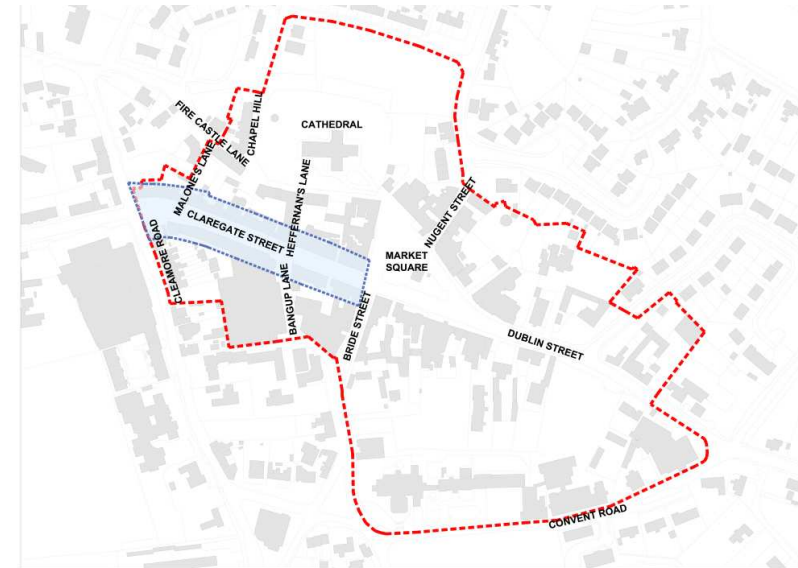 FIRE CASTLE LANE
CHAPEL HILL
CATHEDRAL
MALONE'S LANE
HEFFERNAN'S LANE
NUGENT STREET
CLAREGATE STREET
MARKET
SQUARE
CLEAMORE ROAD
BANGUP LANE
BRIDE STREET
DUBLIN STREET
CONVENT ROAD